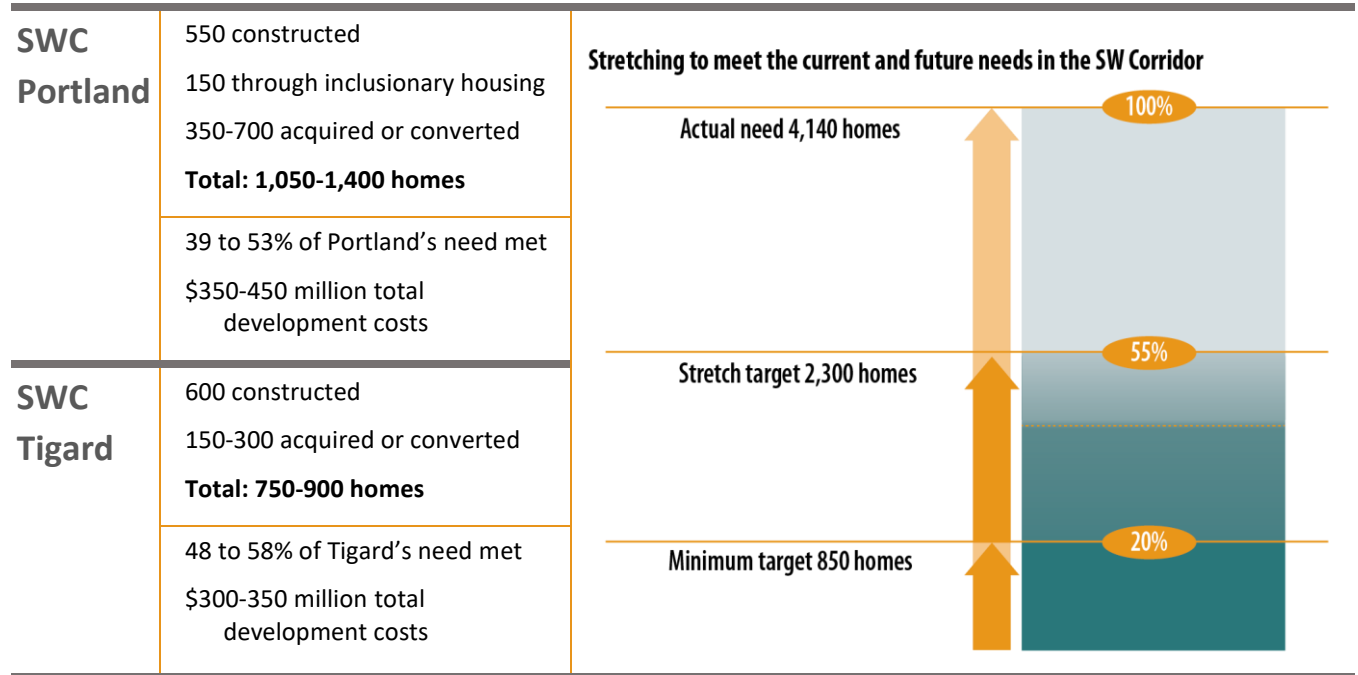 SWC
Portland
550 constructed
150 through inclusionary housing
350-700 acquired or converted
Total: 1,050-1,400 homes
39 to 53% of Portland’s need met
$350-450 million total
development costs
SWC
Tigard
600 constructed
150-300 acquired or converted
Total: 750-900 homes
48 to 58% of Tigard’s need met
$300-350 million total
development costs
Stretching to meet the current and future needs in the SW Corridor
100%
Actual need 4,140 homes
55%
Stretch target 2,300 homes
20%
Minimum target 850 homes